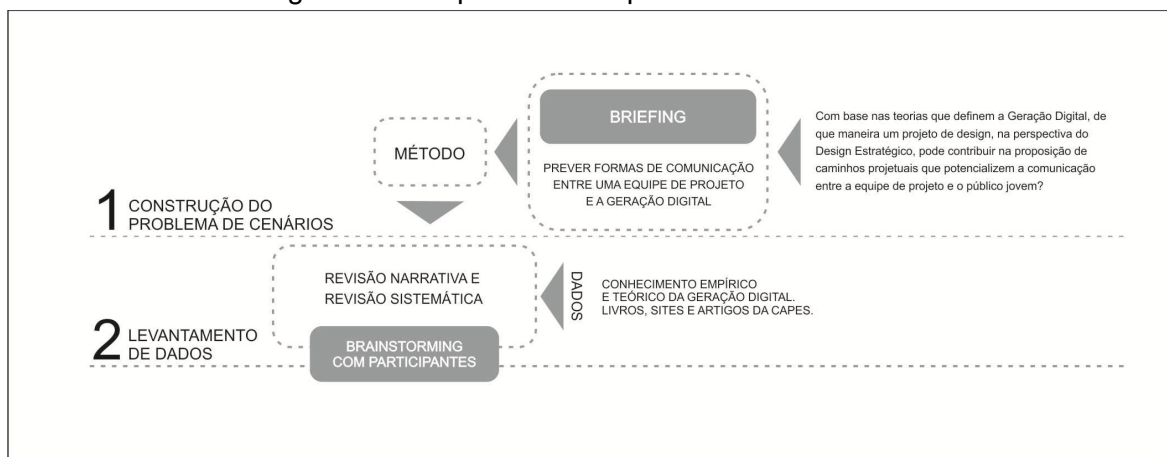 BRIEFING
PREVER FORMAS DE COMUNICAÇÃO
ENTRE UMA EQUIPE DE PROJETO
E A GERAÇÃO DIGITAL
Com base nas teorias que definem a Geração Digital, de
que maneira um projeto de design, na perspectiva do
Design Estratégico, pode contribuir na proposição de
caminhos projetuais que potencializem a comunicação
entre a equipe de projeto e o público jovem?
MÉTODO
1 CONSTRUÇÃO DO
PROBLEMA DE CENÁRIOS
REVISÃO NARRATIVA E
REVISÃO SISTEMÁTICA
DADOS
CONHECIMENTO EMPÍRICO
E TEÓRICO DA GERAÇÃO DIGITAL.
LIVROS, SITES E ARTIGOS DA CAPES.
2 LEVANTAMENTO
DE DADOS
BRAINSTORMING
COM PARTICIPANTES